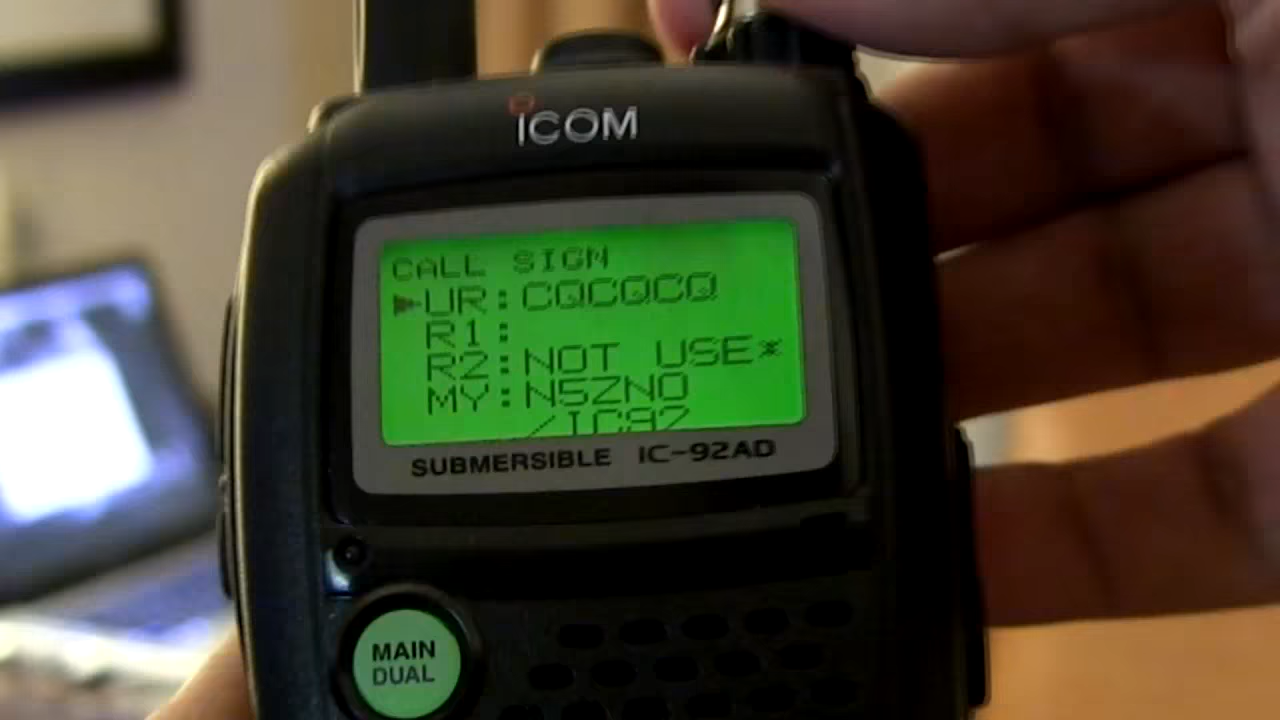 iCOM
CALL SIGN
UR:CQCQCQ
R1:
R2:NOT USE*
MY:N5ZNO
/IC92
SUBMERSIBLE IC-92AD
MAIN
DUAL